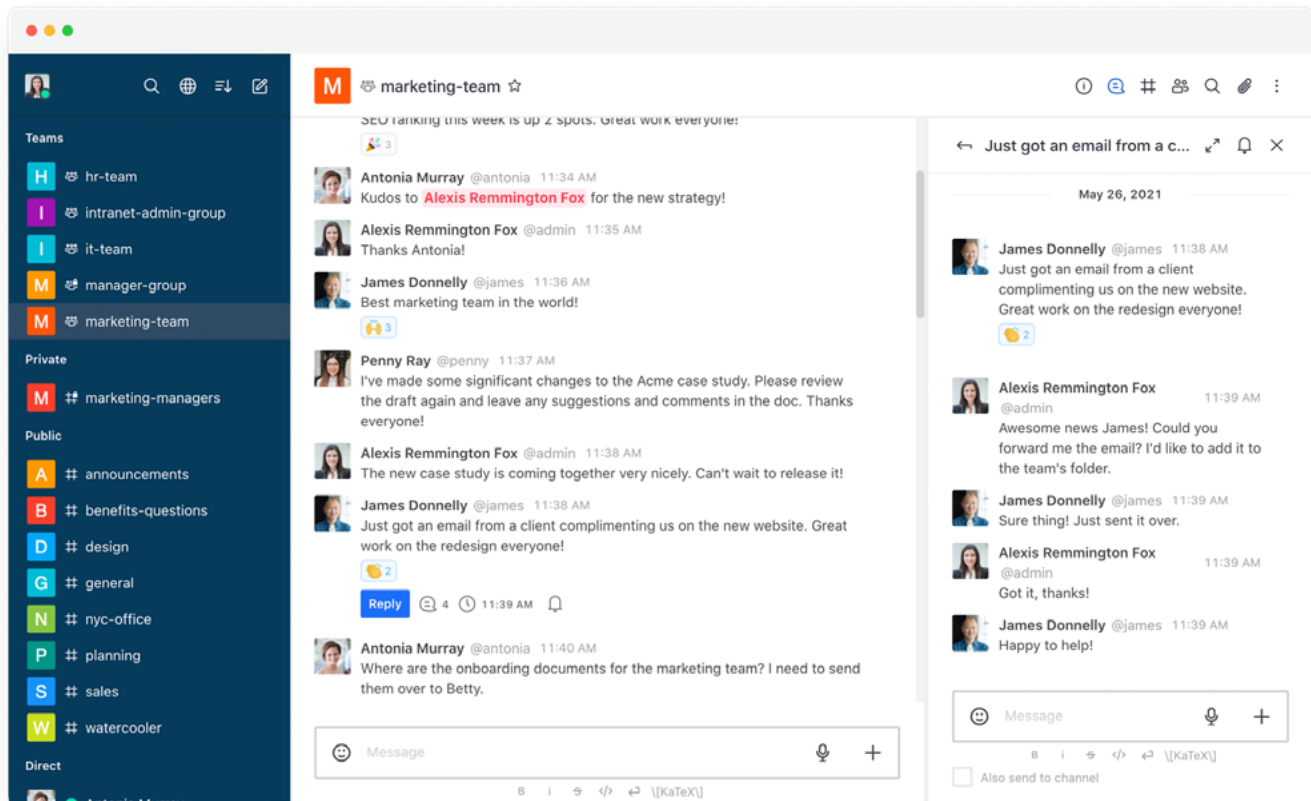 Teams
H hr-team
I intranet-admin-group
I it-team
M manager-group
M marketing-team
Private
M # marketing-managers
Public
A # announcements
B # benefits-questions
D # design
G # general
N # nyc-office
P # planning
S # sales
W # watercooler
Direct
Antonia Murray
M marketing-team
SEO ranking this week is up 2 spots. Great work everyone!
3
Antonia Murray @antonia 11:34 AM
Kudos to Alexis Remmington Fox for the new strategy!
Alexis Remmington Fox @admin 11:35 AM
Thanks Antonia!
James Donnelly @james 11:36 AM
Best marketing team in the world!
3
Penny Ray @penny 11:37 AM
I've made some significant changes to the Acme case study. Please review
the draft again and leave any suggestions and comments in the doc. Thanks
everyone!
Alexis Remmington Fox @admin 11:38 AM
The new case study is coming together very nicely. Can't wait to release it!
James Donnelly @james 11:38 AM
Just got an email from a client complimenting us on the new website. Great
work on the redesign everyone!
2
Reply 4 11:39 AM
Antonia Murray @antonia 11:40 AM
Where are the onboarding documents for the marketing team? I need to send
them over to Betty.
Message
B i S </> \[KaTeX\]
Just got an email from a c...
May 26, 2021
James Donnelly @james 11:38 AM
Just got an email from a client
complimenting us on the new website.
Great work on the redesign everyone!
2
Alexis Remmington Fox
@admin 11:39 AM
Awesome news James! Could you
forward me the email? I'd like to add it to
the team's folder.
James Donnelly @james 11:39 AM
Sure thing! Just sent it over.
Alexis Remmington Fox
@admin 11:39 AM
Got it, thanks!
James Donnelly @james 11:39 AM
Happy to help!
Message
B i S </> \[KaTeX\]
Also send to channel